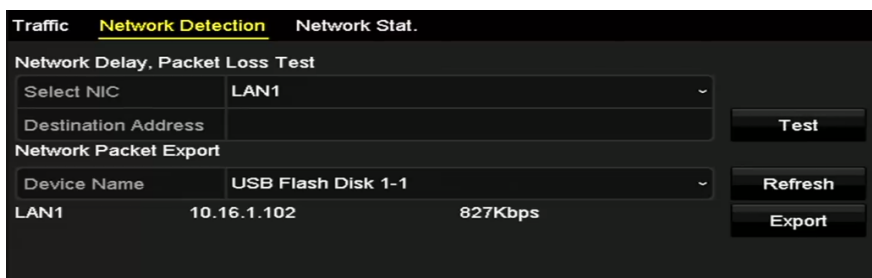 Traffic Network Detection Network Stat.
Network Delay, Packet Loss Test
Select NIC LAN1
Destination Address Test
Network Packet Export
Device Name USB Flash Disk 1-1 Refresh
LAN1 10.16.1.102 827Kbps Export